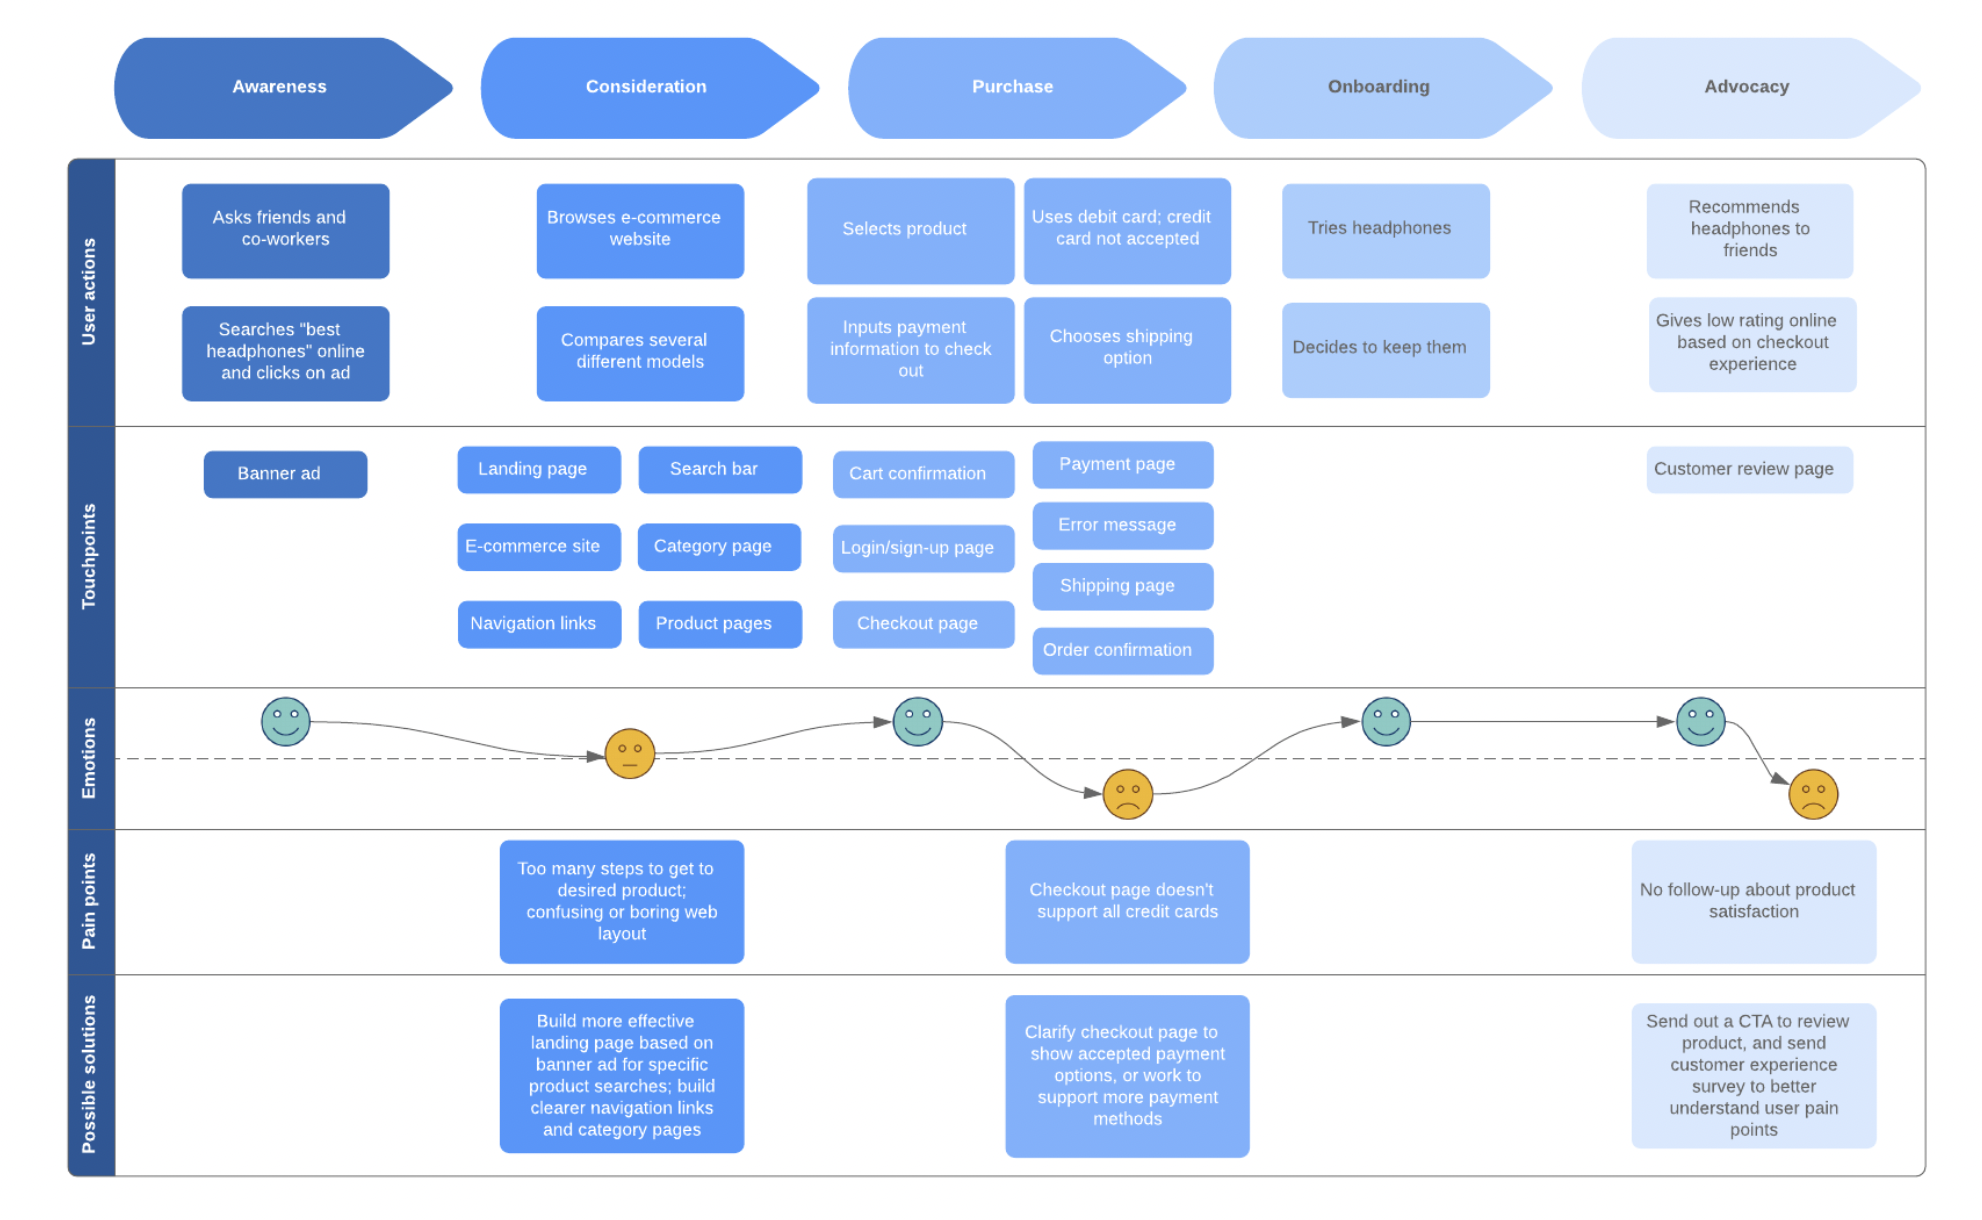 Awareness
Consideration
Purchase
Onboarding
Advocacy
User actions
Asks friends and
co-workers
Searches "best
headphones" online
and clicks on ad
Browses e-commerce
website
Compares several
different models
Selects product
Uses debit card; credit
card not accepted
Inputs payment
information to check
out
Chooses shipping
option
Tries headphones
Decides to keep them
Recommends
headphones to
friends
Gives low rating online
based on checkout
experience
Touchpoints
Banner ad
Landing page
Search bar
E-commerce site
Category page
Navigation links
Product pages
Cart confirmation
Login/sign-up page
Checkout page
Payment page
Error message
Shipping page
Order confirmation
Customer review page
Emotions
Pain points
Too many steps to get to
desired product;
confusing or boring web
layout
Checkout page doesn't
support all credit cards
No follow-up about product
satisfaction
Possible solutions
Build more effective
landing page based on
banner ad for specific
product searches; build
clearer navigation links
and category pages
Clarify checkout page to
show accepted payment
options, or work to
support more payment
methods
Send out a CTA to review
product, and send
customer experience
survey to better
understand user pain
points